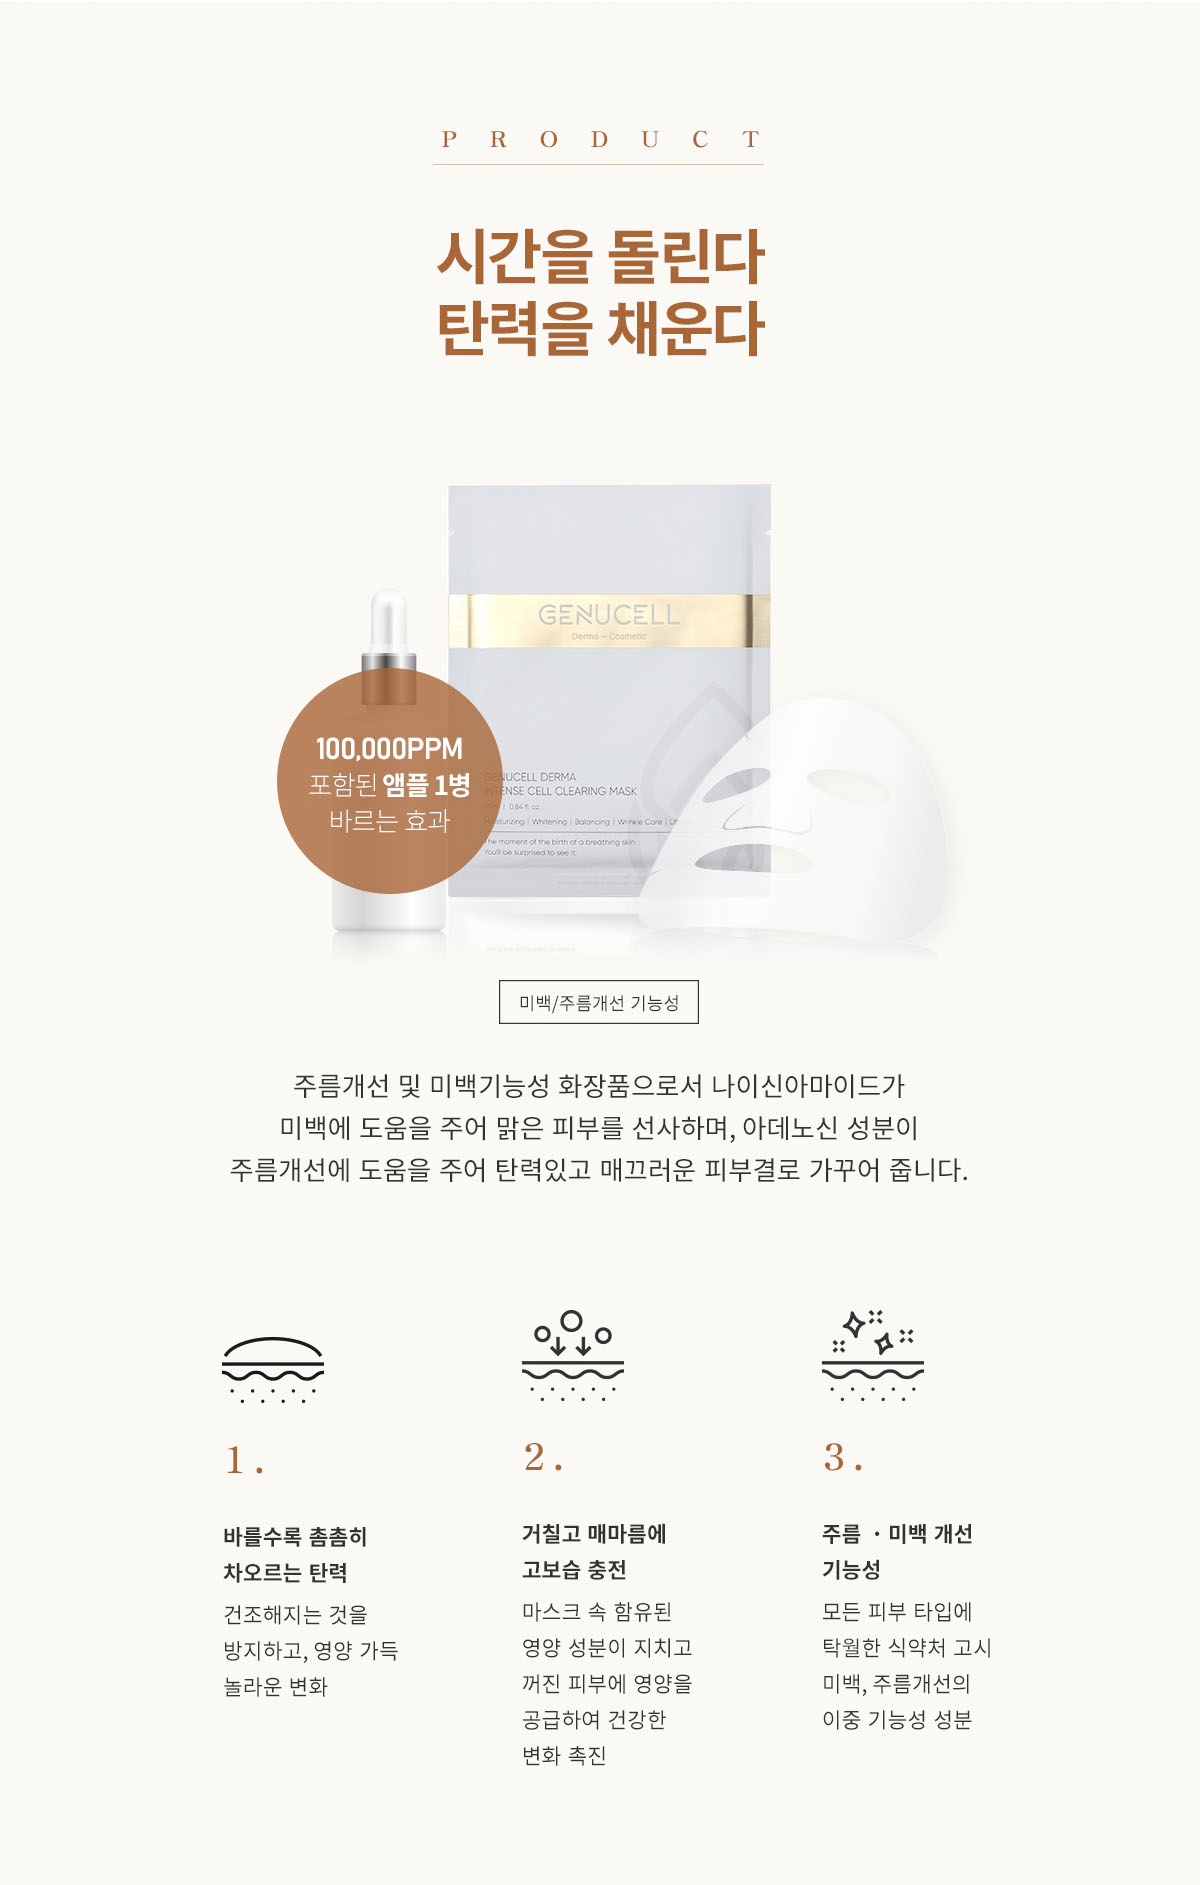 PRODUCT
시간을 돌린다
탄력을 채운다
GENUCELL
Derma – Cosmetic
100,000PPM
포함된 앰플 1병
바르는 효과
GENUCELL DERMA
INTENSE CELL CLEARING MASK
| 0.84 fl. oz.
| Whitening | Balancing | Wrinkle Care |
The moment of the birth of a breathing skin
You'll be surprised to see it.
미백/주름개선 기능성
주름개선 및 미백기능성 화장품으로서 나이신아마이드가
미백에 도움을 주어 맑은 피부를 선사하며, 아데노신 성분이
주름개선에 도움을 주어 탄력있고 매끄러운 피부결로 가꾸어 줍니다.
1.
바를수록 촘촘히
차오르는 탄력
건조해지는 것을
방지하고, 영양 가득
놀라운 변화
2.
거칠고 매마름에
고보습 충전
마스크 속 함유된
영양 성분이 지치고
꺼진 피부에 영양을
공급하여 건강한
변화 촉진
3.
주름 · 미백 개선
기능성
모든 피부 타입에
탁월한 식약처 고시
미백, 주름개선의
이중 기능성 성분